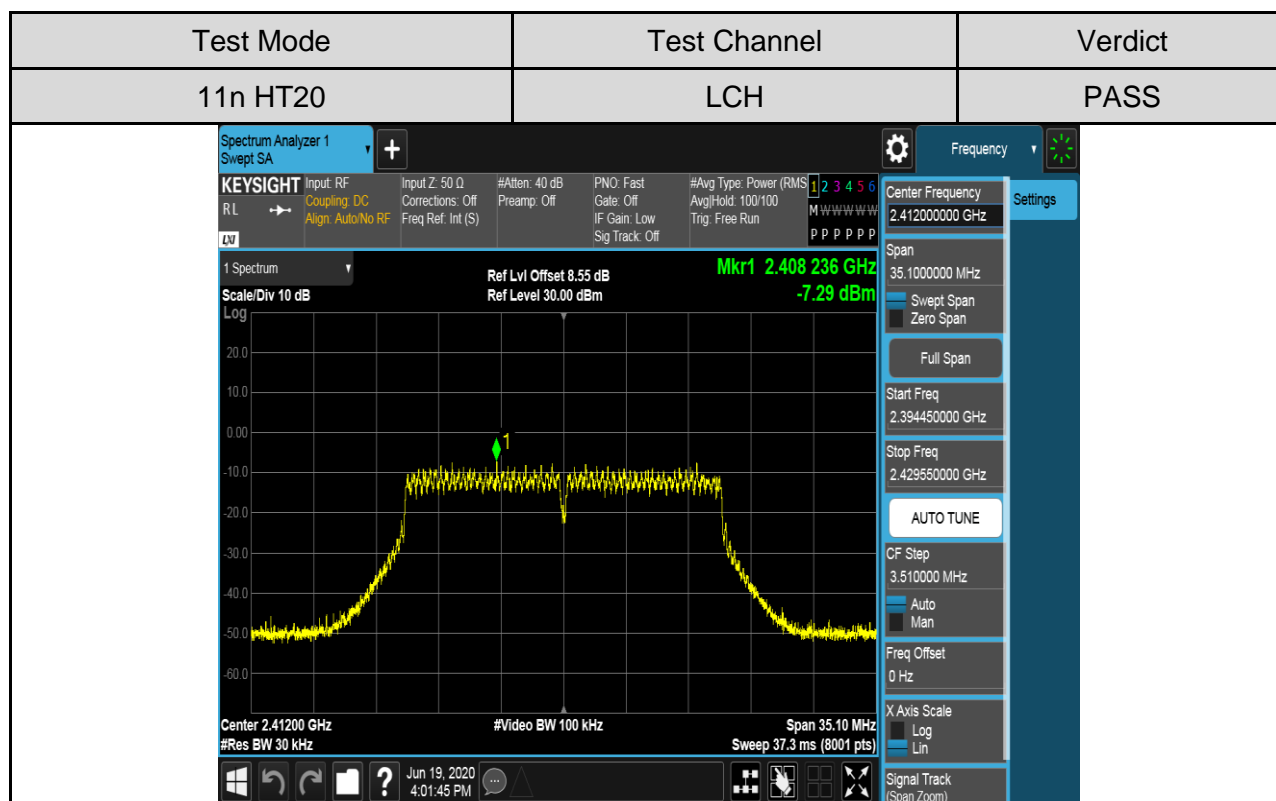 Test Mode Test Channel Verdict
11n HT20 LCH PASS
Spectrum Analyzer 1
Swept SA
Frequency
KEYSIGHT
RL
LXI
Input: RF
Coupling: DC
Align: Auto/No RF
Input Z: 50 Ω
Corrections: Off
Freq Ref: Int (S)
#Atten: 40 dB
Preamp: Off
PNO: Fast
Gate: Off
IF Gain: Low
Sig Track: Off
#Avg Type: Power (RMS
Avg|Hold: 100/100
Trig: Free Run
1 2 3 4 5 6
M W W W W W
P P P P P P
1 Spectrum
Scale/Div 10 dB
Log
Ref Lvl Offset 8.55 dB
Ref Level 30.00 dBm
Mkr1 2.408 236 GHz
-7.29 dBm
20.0
10.0
0.00
-10.0
-20.0
-30.0
-40.0
-50.0
-60.0
1
Center 2.41200 GHz
#Res BW 30 kHz
#Video BW 100 kHz
Span 35.10 MHz
Sweep 37.3 ms (8001 pts)
Jun 19, 2020
4:01:45 PM
Center Frequency
2.412000000 GHz
Span
35.1000000 MHz
Swept Span
Zero Span
Full Span
Start Freq
2.394450000 GHz
Stop Freq
2.429550000 GHz
AUTO TUNE
CF Step
3.510000 MHz
Auto
Man
Freq Offset
0 Hz
X Axis Scale
Log
Lin
Signal Track
(Span Zoom)
Settings